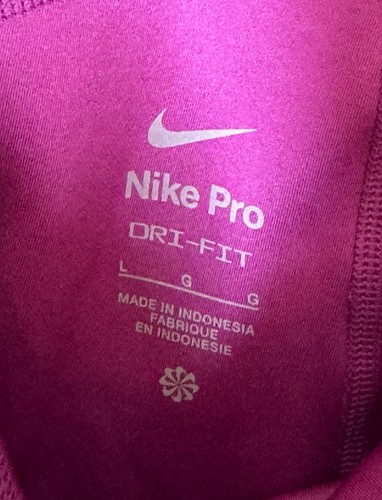 Nike Pro
DRI-FIT
L G G
MADE IN INDONESIA
FABRIQUE
EN INDONESIE